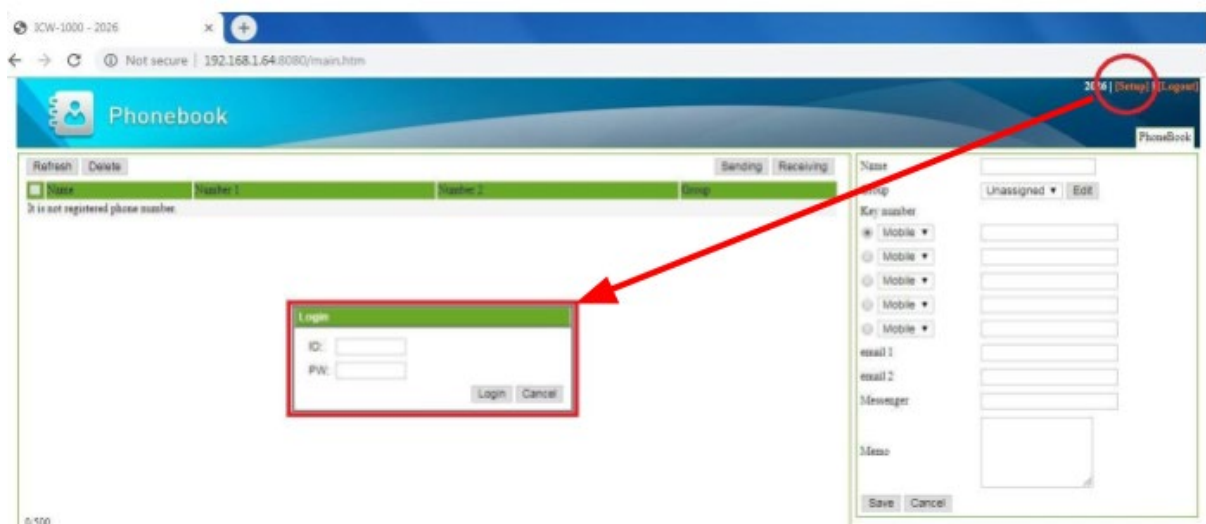 ICW-1000 - 2026
Not secure | 192.168.1.64:8080/main.htm
2026 | [Setup] | [Logout]
Phonebook
PhoneBook
Refresh Delete Sending Receiving
Name Number 1 Number 2 Group
It is not registered phone number.
Login
ID:
PW:
Login Cancel
0/500
Name
Group Unassigned Edit
Key number
Mobile
Mobile
Mobile
Mobile
Mobile
email 1
email 2
Messenger
Memo
Save Cancel